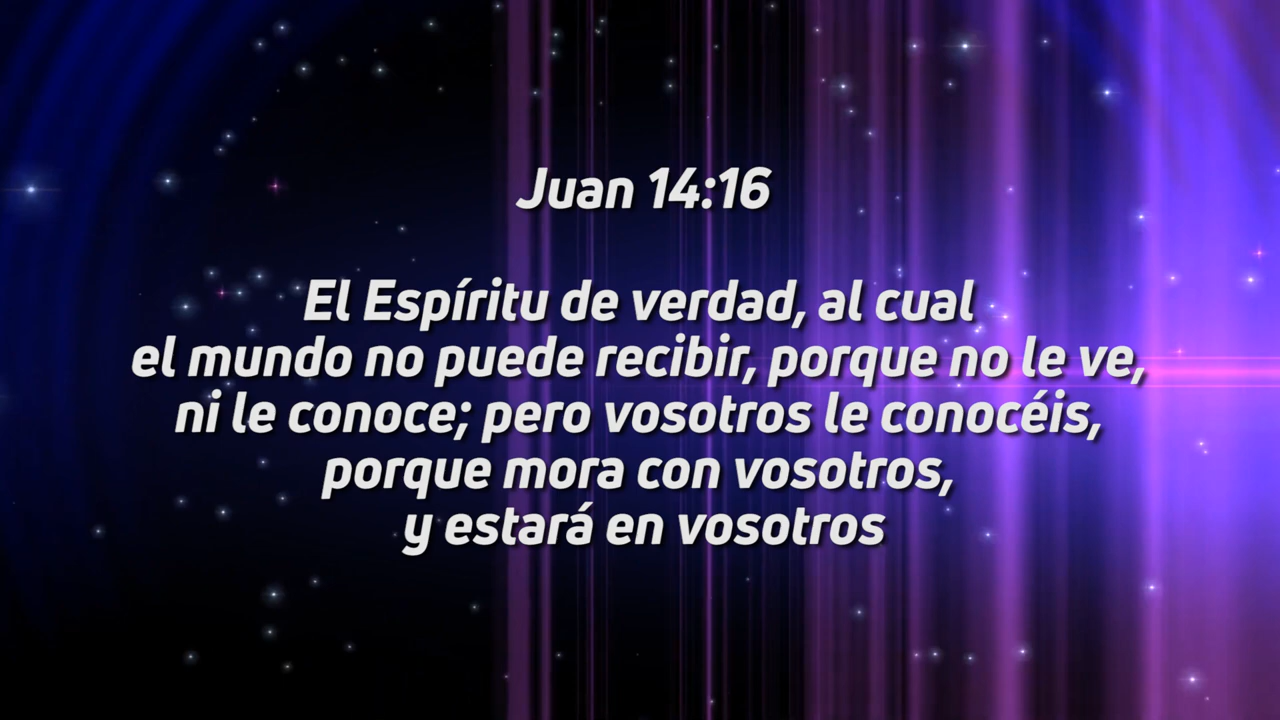 Juan 14:16
El Espíritu de verdad, al cual
el mundo no puede recibir, porque no le ve,
ni le conoce; pero vosotros le conocéis,
porque mora con vosotros,
y estará en vosotros